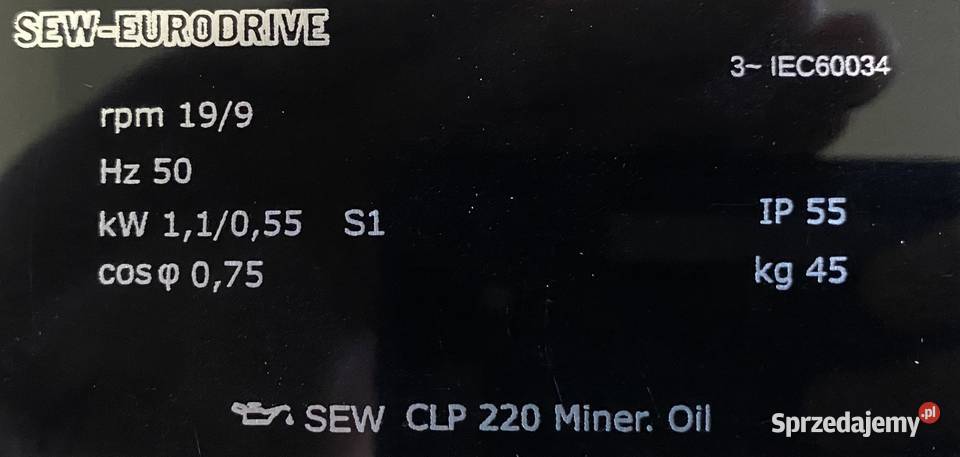 SEW-EURODRIVE
3~ IEC60034
rpm 19/9
Hz 50
kW 1,1/0,55 S1
IP 55
cosφ 0,75
kg 45
SEW CLP 220 Miner. Oil
Sprzedajemy.pl